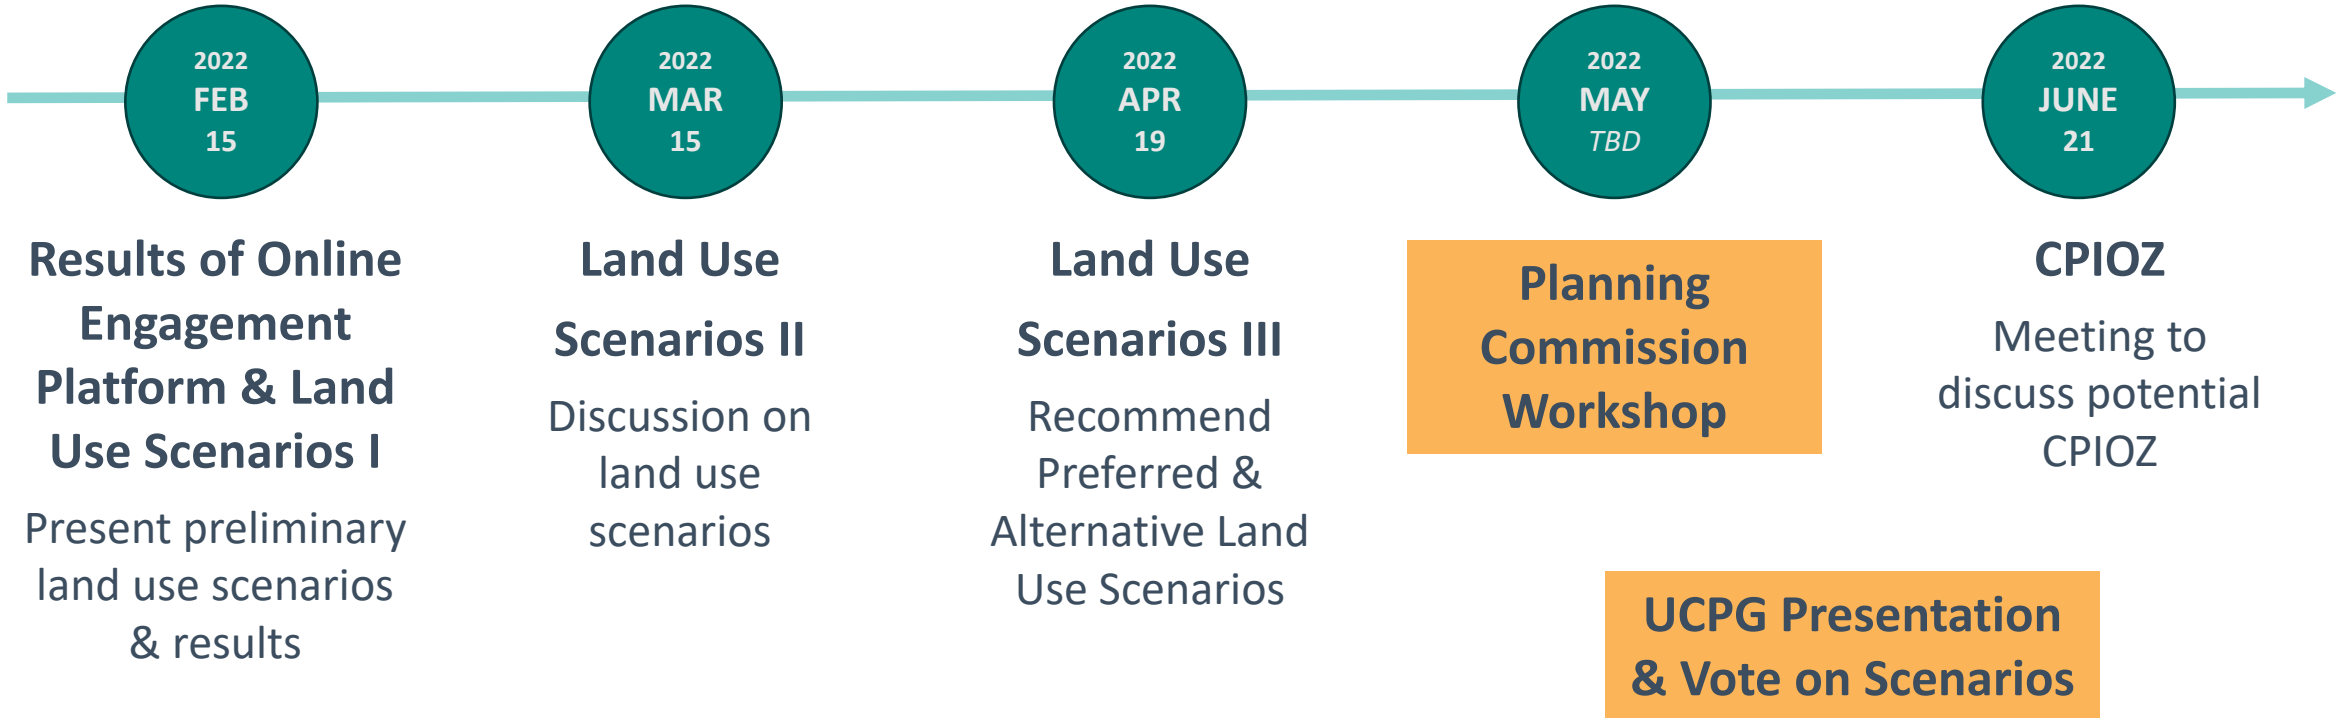 2022
FEB
15
2022
MAR
15
2022
APR
19
2022
MAY
TBD
2022
JUNE
21
Results of Online
Engagement
Platform & Land
Use Scenarios I
Present preliminary
land use scenarios
& results
Land Use
Scenarios II
Discussion on
land use
scenarios
Land Use
Scenarios III
Recommend
Preferred &
Alternative Land
Use Scenarios
Planning
Commission
Workshop
CPIOZ
Meeting to
discuss potential
CPIOZ
UCPG Presentation
& Vote on Scenarios